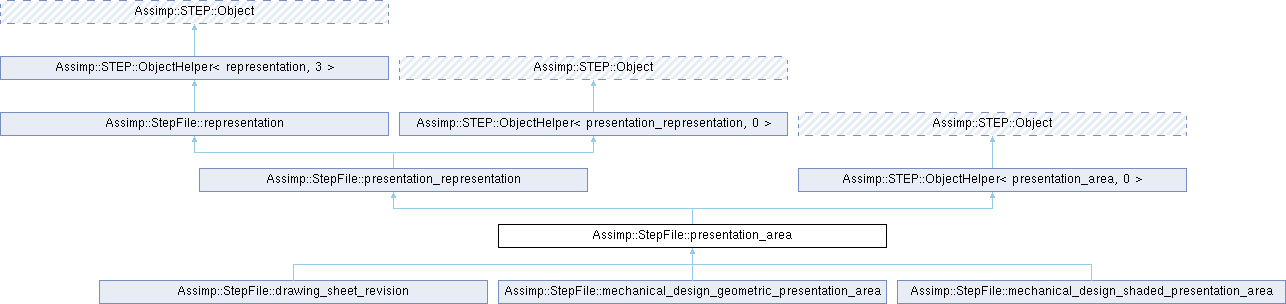 Assimp::STEP::Object
Assimp::STEP::ObjectHelper< representation, 3 >
Assimp::STEP::Object
Assimp::StepFile::representation
Assimp::STEP::ObjectHelper< presentation_representation, 0 >
Assimp::STEP::Object
Assimp::StepFile::presentation_representation
Assimp::STEP::ObjectHelper< presentation_area, 0 >
Assimp::StepFile::presentation_area
Assimp::StepFile::drawing_sheet_revision
Assimp::StepFile::mechanical_design_geometric_presentation_area
Assimp::StepFile::mechanical_design_shaded_presentation_area